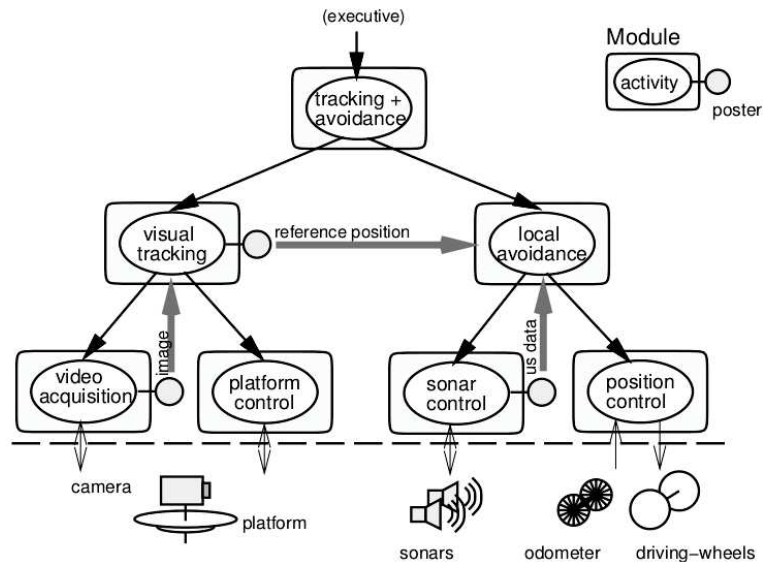 (executive)
Module
activity
poster
tracking +
avoidance
visual
tracking
reference position
local
avoidance
image
us data
video
acquisition
platform
control
sonar
control
position
control
camera
platform
sonars
odometer
driving-wheels